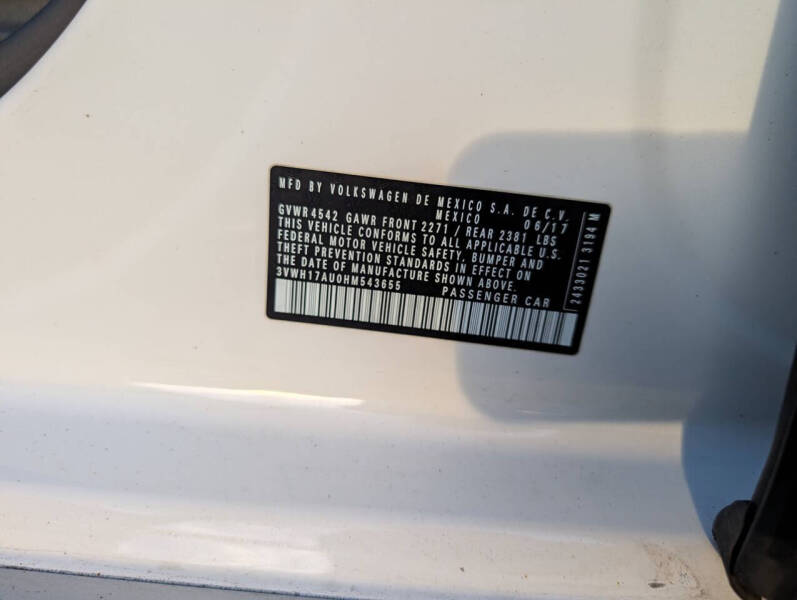 MFD BY VOLKSWAGEN DE MEXICO S.A. DE C.V.
MEXICO 06/17
GVWR 4542 GAWR FRONT 2271 / REAR 2381 LBS
THIS VEHICLE CONFORMS TO ALL APPLICABLE U.S.
FEDERAL MOTOR VEHICLE SAFETY, BUMPER AND
THEFT PREVENTION STANDARDS IN EFFECT ON
THE DATE OF MANUFACTURE SHOWN ABOVE.
3VWH17AU0HM543655 PASSENGER CAR
2433021 3194 M